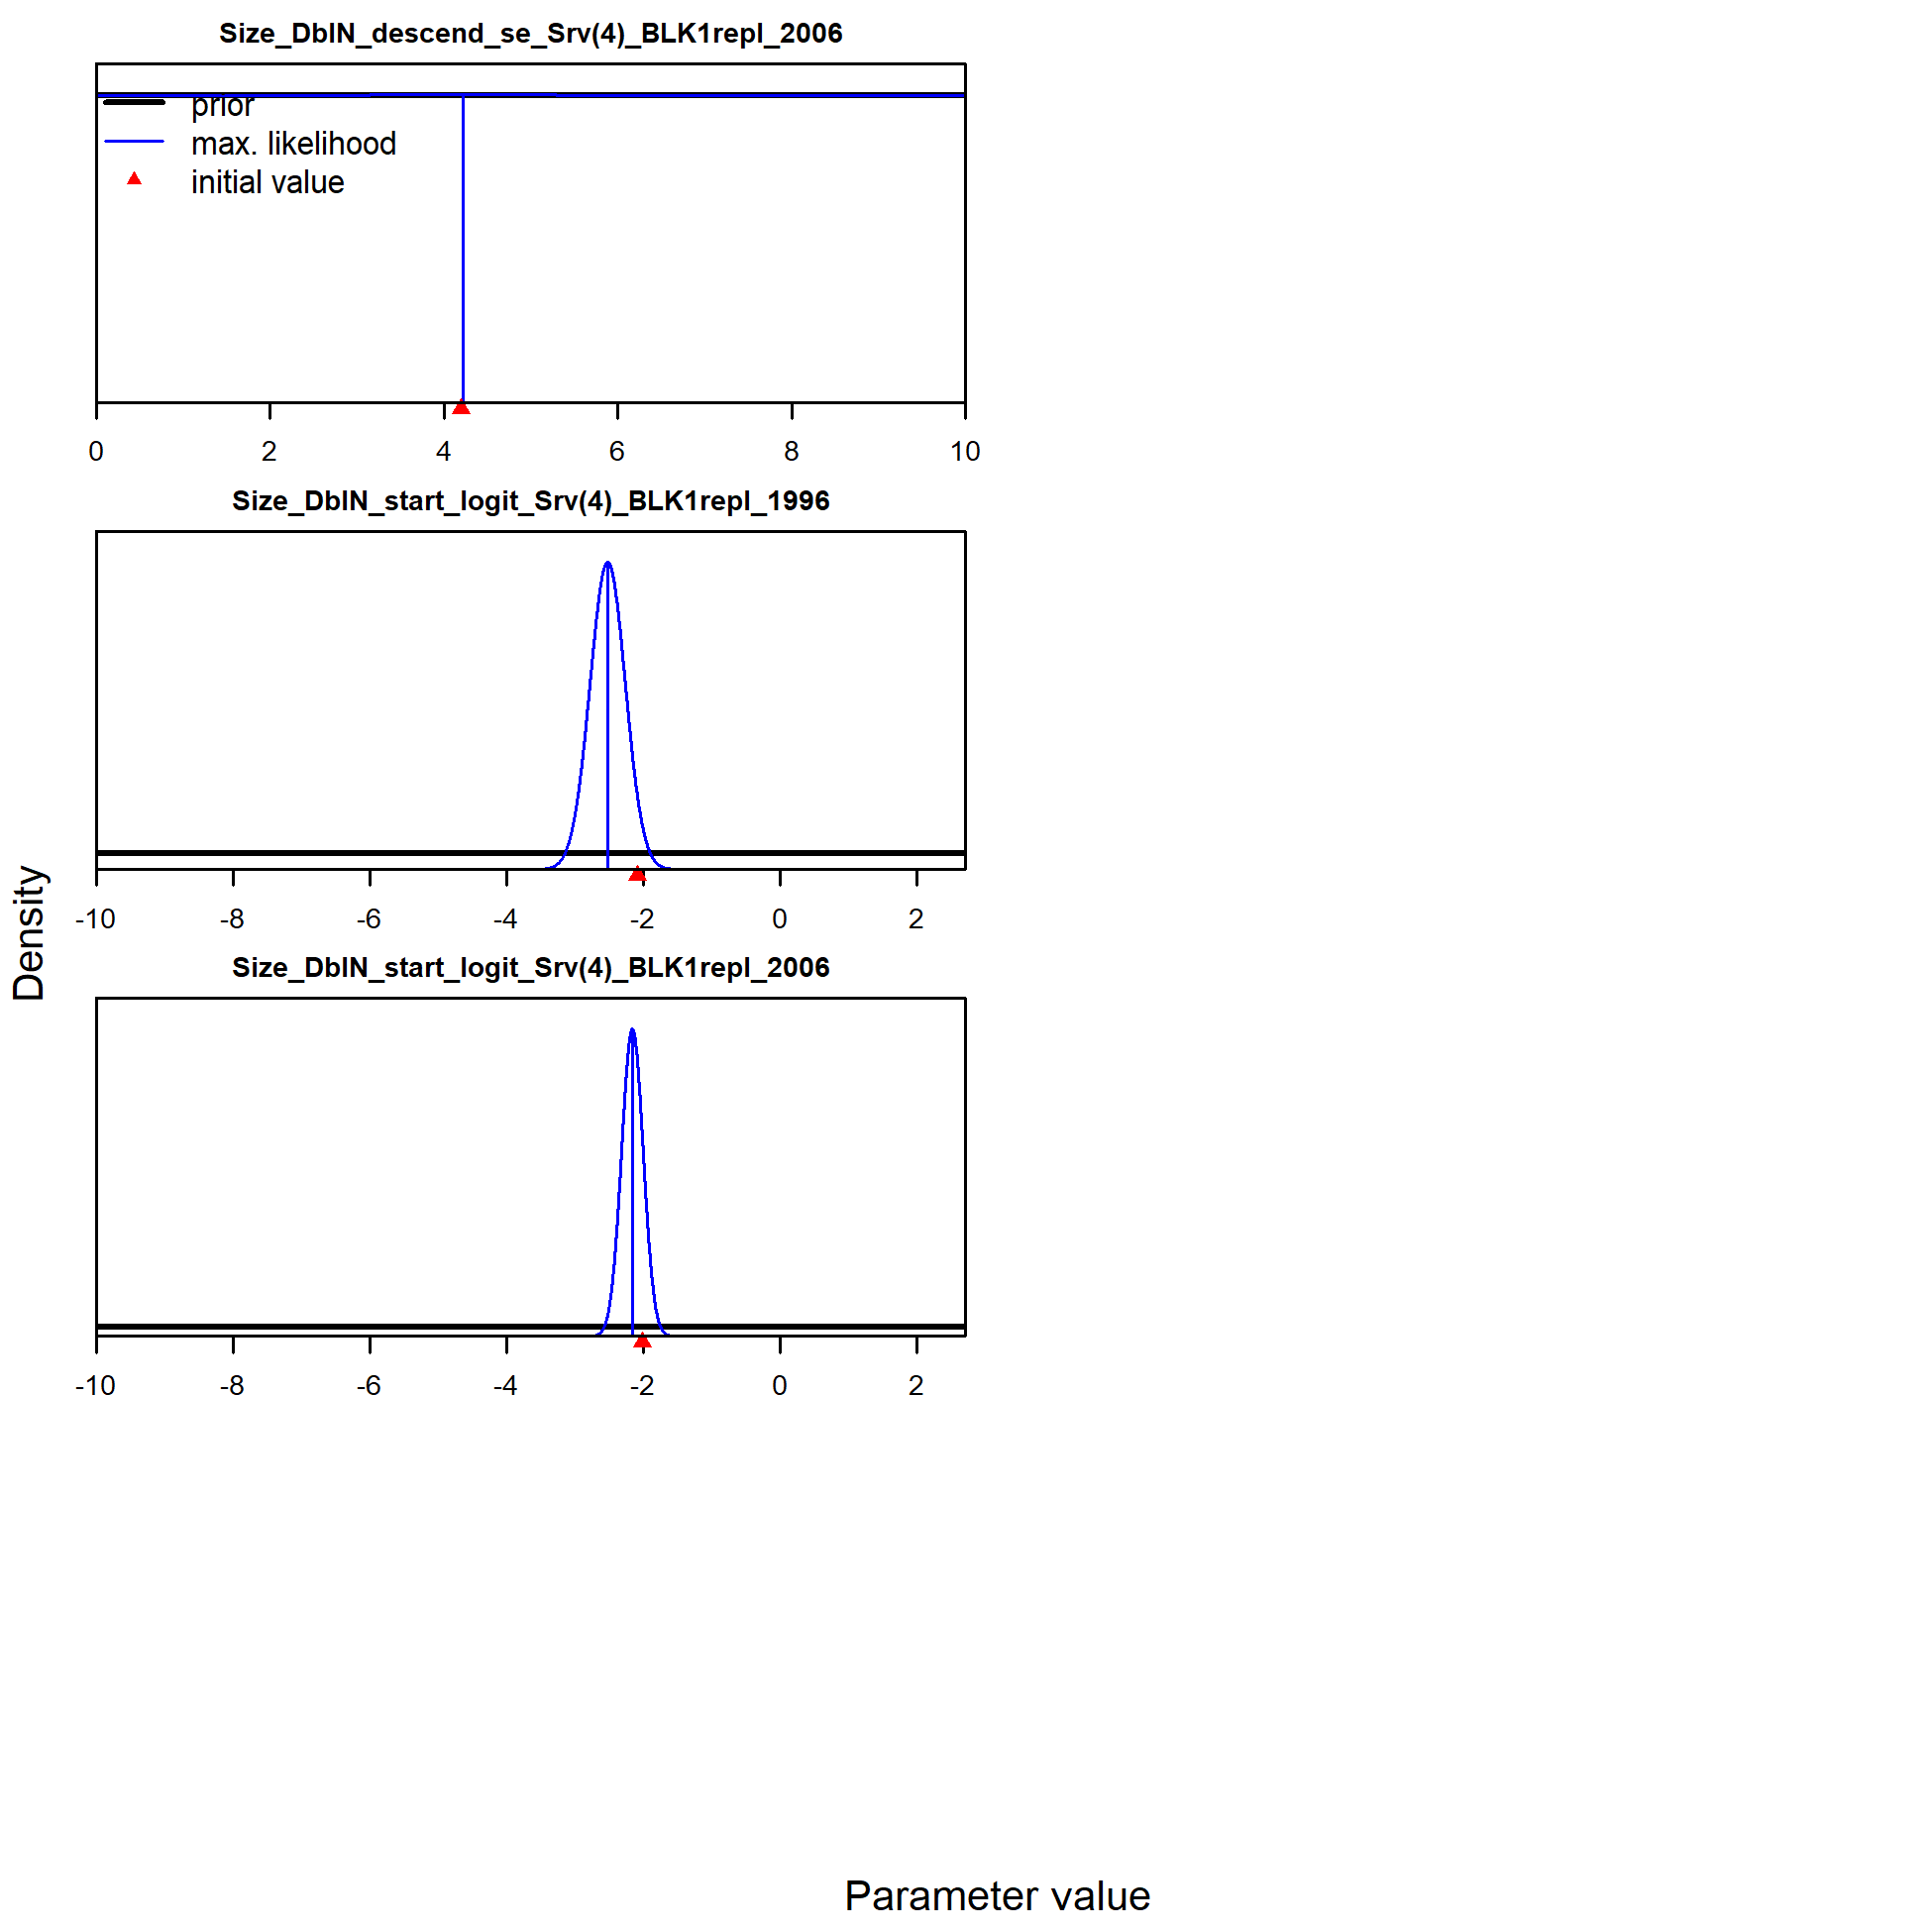 Size_DblN_descend_se_Srv(4)_BLK1repl_2006
prior
max. likelihood
initial value
0 2 4 6 8 10
Size_DblN_start_logit_Srv(4)_BLK1repl_1996
-10 -8 -6 -4 -2 0 2
Density
Size_DblN_start_logit_Srv(4)_BLK1repl_2006
-10 -8 -6 -4 -2 0 2
Parameter value